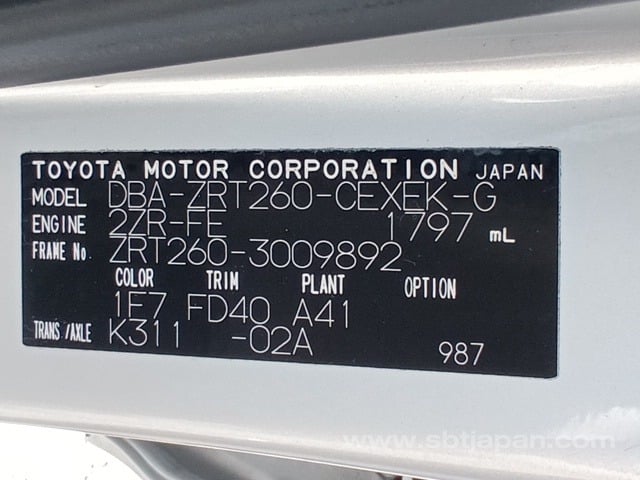 TOYOTA MOTOR CORPORATION JAPAN
MODEL DBA-ZRT260-CEXEK-G
ENGINE 2ZR-FE 1797 mL
FRAME No ZRT260-3009892
COLOR TRIM PLANT OPTION
1F7 FD40 A41
TRANS/AXLE K311 -02A 987
www.sbtjapan.com